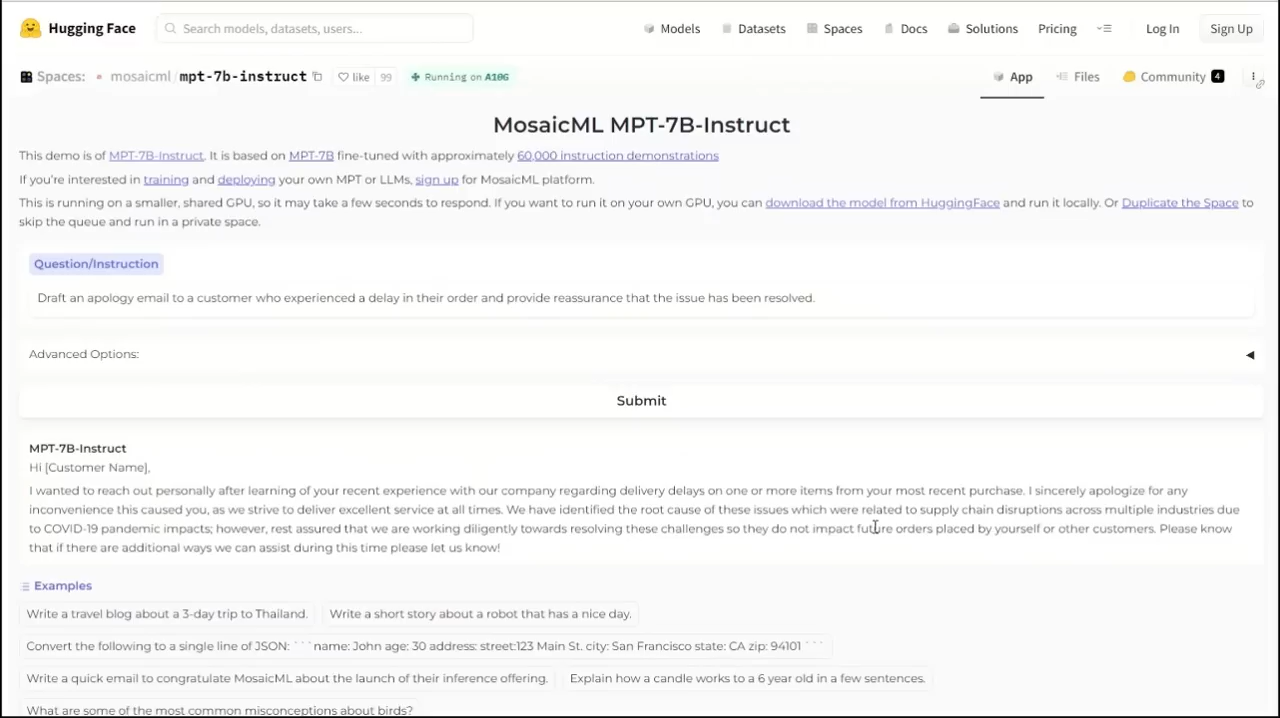 Hugging Face Search models, datasets, users... Models Datasets Spaces Docs Solutions Pricing Log In Sign Up
Spaces: mosaicml/mpt-7b-instruct like 99 Running on A10G App Files Community 4
MosaicML MPT-7B-Instruct
This demo is of MPT-7B-Instruct. It is based on MPT-7B fine-tuned with approximately 60,000 instruction demonstrations
If you're interested in training and deploying your own MPT or LLMs, sign up for MosaicML platform.
This is running on a smaller, shared GPU, so it may take a few seconds to respond. If you want to run it on your own GPU, you can download the model from HuggingFace and run it locally. Or Duplicate the Space to
skip the queue and run in a private space.
Question/Instruction
Draft an apology email to a customer who experienced a delay in their order and provide reassurance that the issue has been resolved.
Advanced Options:
Submit
MPT-7B-Instruct
Hi [Customer Name],
I wanted to reach out personally after learning of your recent experience with our company regarding delivery delays on one or more items from your most recent purchase. I sincerely apologize for any
inconvenience this caused you, as we strive to deliver excellent service at all times. We have identified the root cause of these issues which were related to supply chain disruptions across multiple industries due
to COVID-19 pandemic impacts; however, rest assured that we are working diligently towards resolving these challenges so they do not impact future orders placed by yourself or other customers. Please know
that if there are additional ways we can assist during this time please let us know!
Examples
Write a travel blog about a 3-day trip to Thailand. Write a short story about a robot that has a nice day.
Convert the following to a single line of JSON: ```name: John age: 30 address: street:123 Main St. city: San Francisco state: CA zip: 94101 ```
Write a quick email to congratulate MosaicML about the launch of their inference offering. Explain how a candle works to a 6 year old in a few sentences.
What are some of the most common misconceptions about birds?